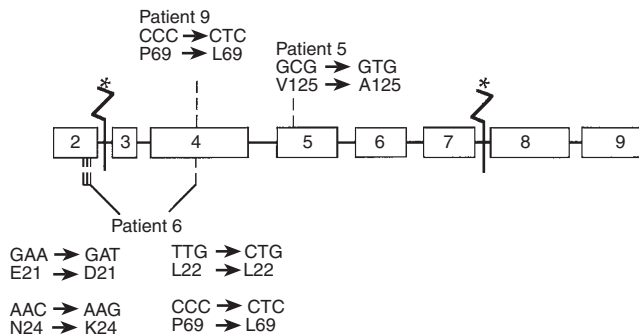 Patient 9
CCC → CTC
P69 → L69
Patient 5
GCG → GTG
V125 → A125
* *
2 3 4 5 6 7 8 9
Patient 6
GAA → GAT TTG → CTG
E21 → D21 L22 → L22
AAC → AAG CCC → CTC
N24 → K24 P69 → L69